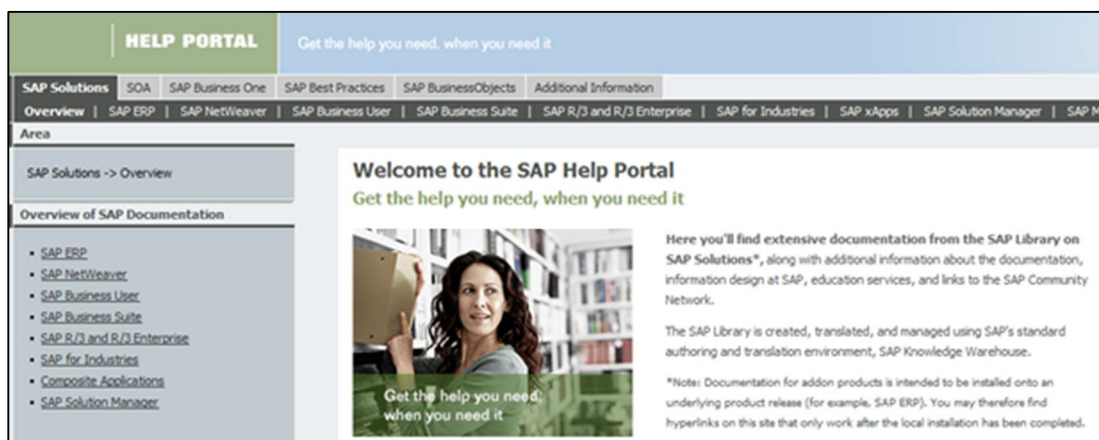 HELP PORTAL
Get the help you need, when you need it
SAP Solutions SOA SAP Business One SAP Best Practices SAP BusinessObjects Additional Information
Overview | SAP ERP | SAP NetWeaver | SAP Business User | SAP Business Suite | SAP R/3 and R/3 Enterprise | SAP for Industries | SAP xApps | SAP Solution Manager | SAP M
Area
SAP Solutions -> Overview
Overview of SAP Documentation
SAP ERP
SAP NetWeaver
SAP Business User
SAP Business Suite
SAP R/3 and R/3 Enterprise
SAP for Industries
Composite Applications
SAP Solution Manager
Welcome to the SAP Help Portal
Get the help you need, when you need it
Get the help you need,
when you need it
Here you'll find extensive documentation from the SAP Library on
SAP Solutions*, along with additional information about the documentation,
information design at SAP, education services, and links to the SAP Community
Network.
The SAP Library is created, translated, and managed using SAP's standard
authoring and translation environment, SAP Knowledge Warehouse.
*Note: Documentation for addon products is intended to be installed onto an
underlying product release (for example, SAP ERP). You may therefore find
hyperlinks on this site that only work after the local installation has been completed.